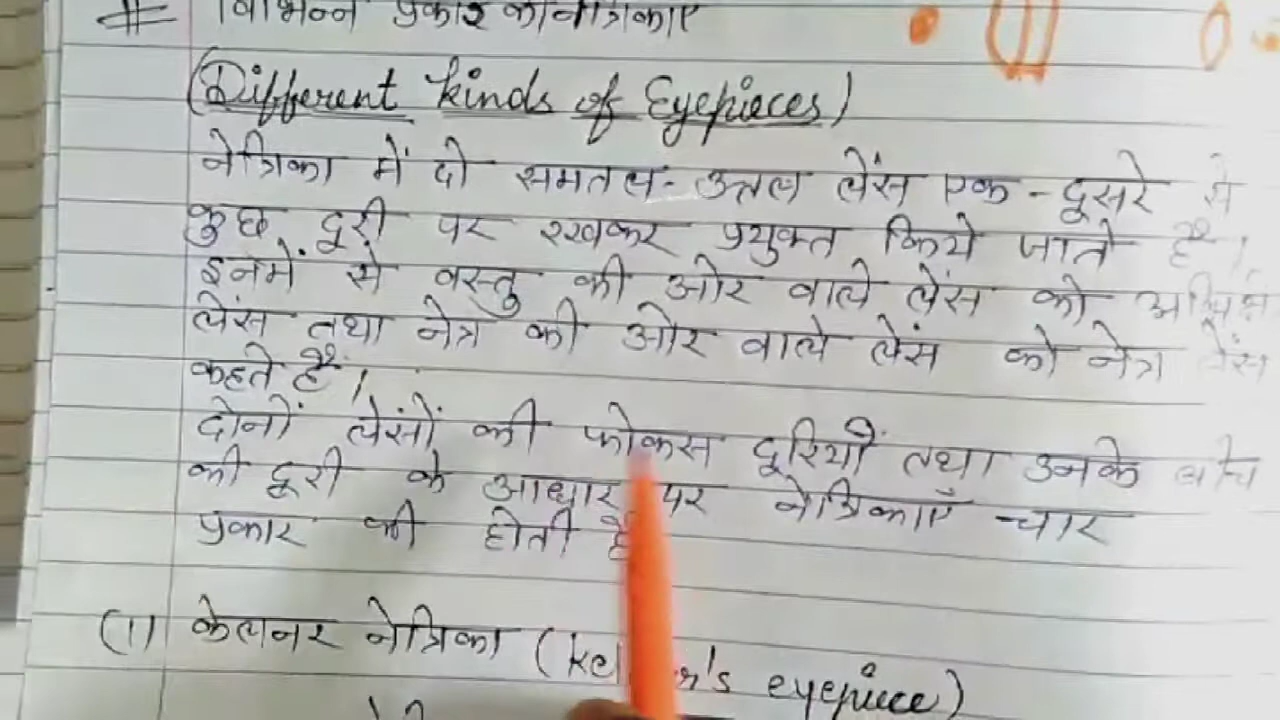 # विभिन्न प्रकार की नेत्रिकाएँ
(Different kinds of Eyepieces)
नेत्रिका में दो समतल-उत्तल लेंस एक-दूसरे से
कुछ दूरी पर रखकर प्रयुक्त किये जाते हैं।
इनमें से वस्तु की ओर वाले लेंस को
लेंस तथा नेत्र की ओर वाले लेंस को नेत्र लेंस
कहते हैं।
दोनों लेंसों की फोकस दूरियों तथा उनके बीच
की दूरी के आधार पर नेत्रिकाएँ चार
प्रकार की होती
(1) केलनर नेत्रिका ( eyepiece)